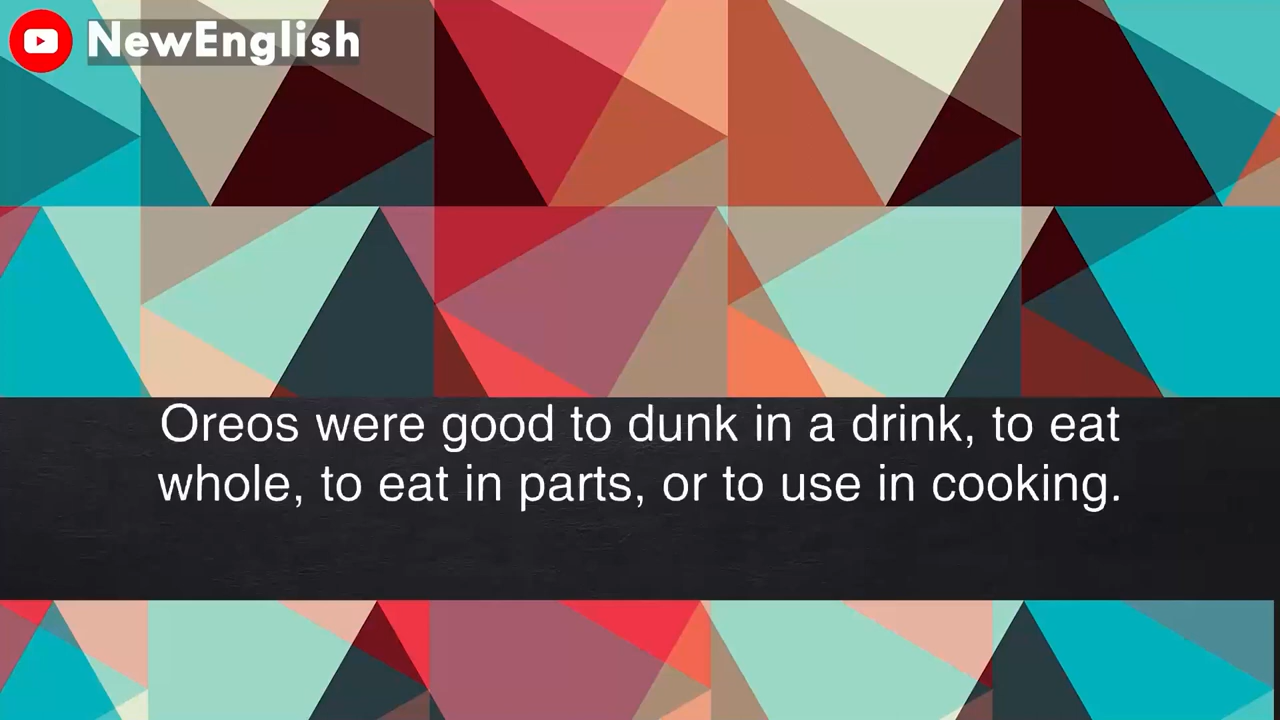 NewEnglish
Oreos were good to dunk in a drink, to eat
whole, to eat in parts, or to use in cooking.